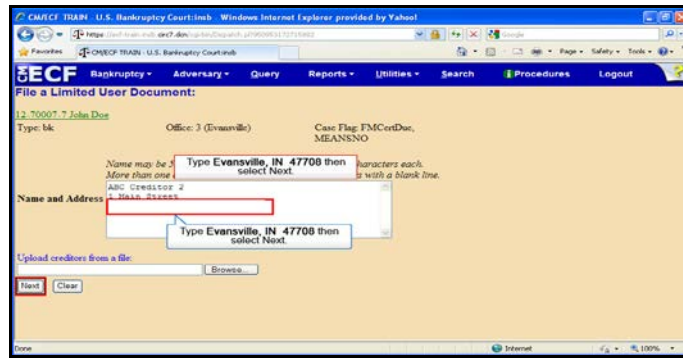 CM/ECF TRAIN - U.S. Bankruptcy Court:insb - Windows Internet Explorer provided by Yahoo!
Google
Favorites CM/ECF TRAIN - U.S. Bankruptcy Court:insb Page Safety Tools
ECF Bankruptcy Adversary Query Reports Utilities Search Procedures Logout
File a Limited User Document:
12-70007-7 John Doe
Type: bk Office: 3 (Evansville) Case Flag: FMCertDue,
MEANSNO
Name may be 5 characters each.
More than one with a blank line.
Type Evansville, IN 47708 then
select Next.
Name and Address
ABC Creditor 2
1 Main Street
Type Evansville, IN 47708 then
select Next.
Upload creditors from a file:
Browse...
Next Clear
Done Internet 100%